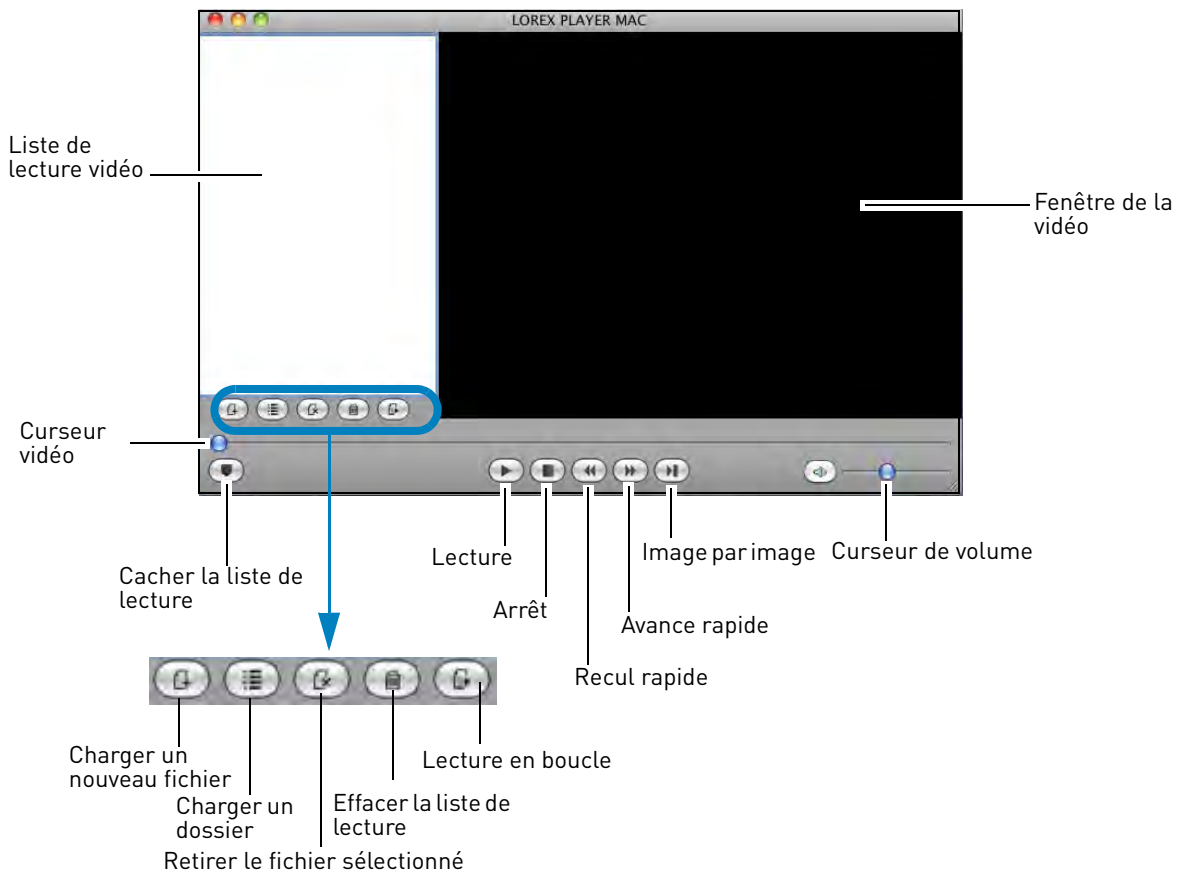 LOREX PLAYER MAC
Liste de
lecture vidéo
Fenêtre de la
vidéo
Curseur
vidéo
Cacher la liste de
lecture
Lecture
Arrêt
Recul rapide
Avance rapide
Image par image
Curseur de volume
Charger un
nouveau fichier
Charger un
dossier
Retirer le fichier sélectionné
Effacer la liste de
lecture
Lecture en boucle